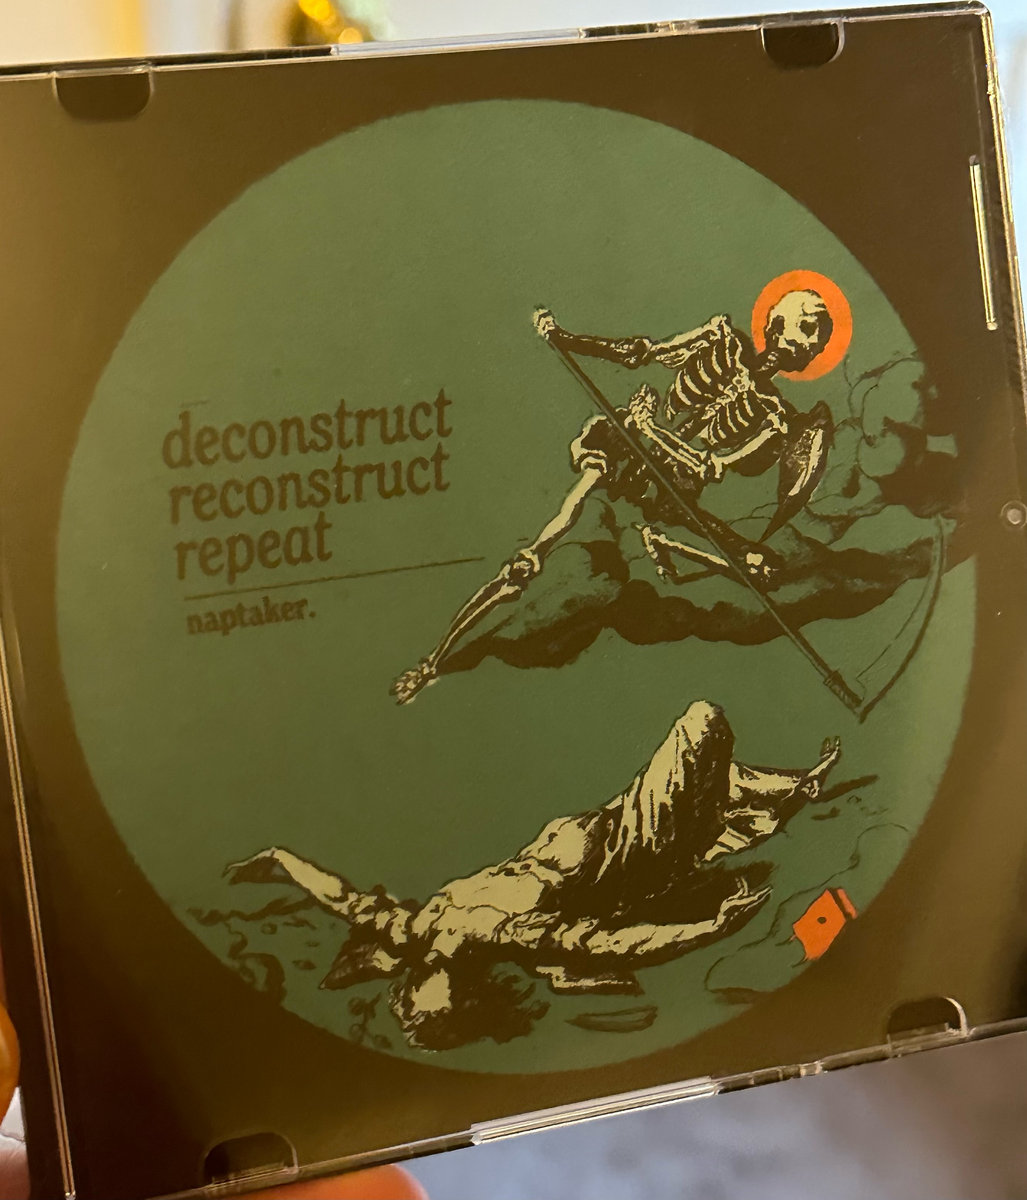 deconstruct
reconstruct
repeat
naptaker.